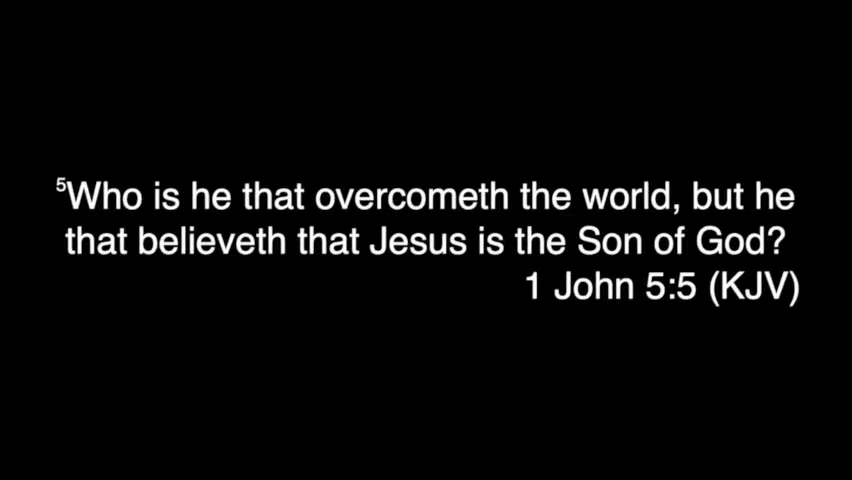 ⁵Who is he that overcometh the world, but he
that believeth that Jesus is the Son of God?
1 John 5:5 (KJV)